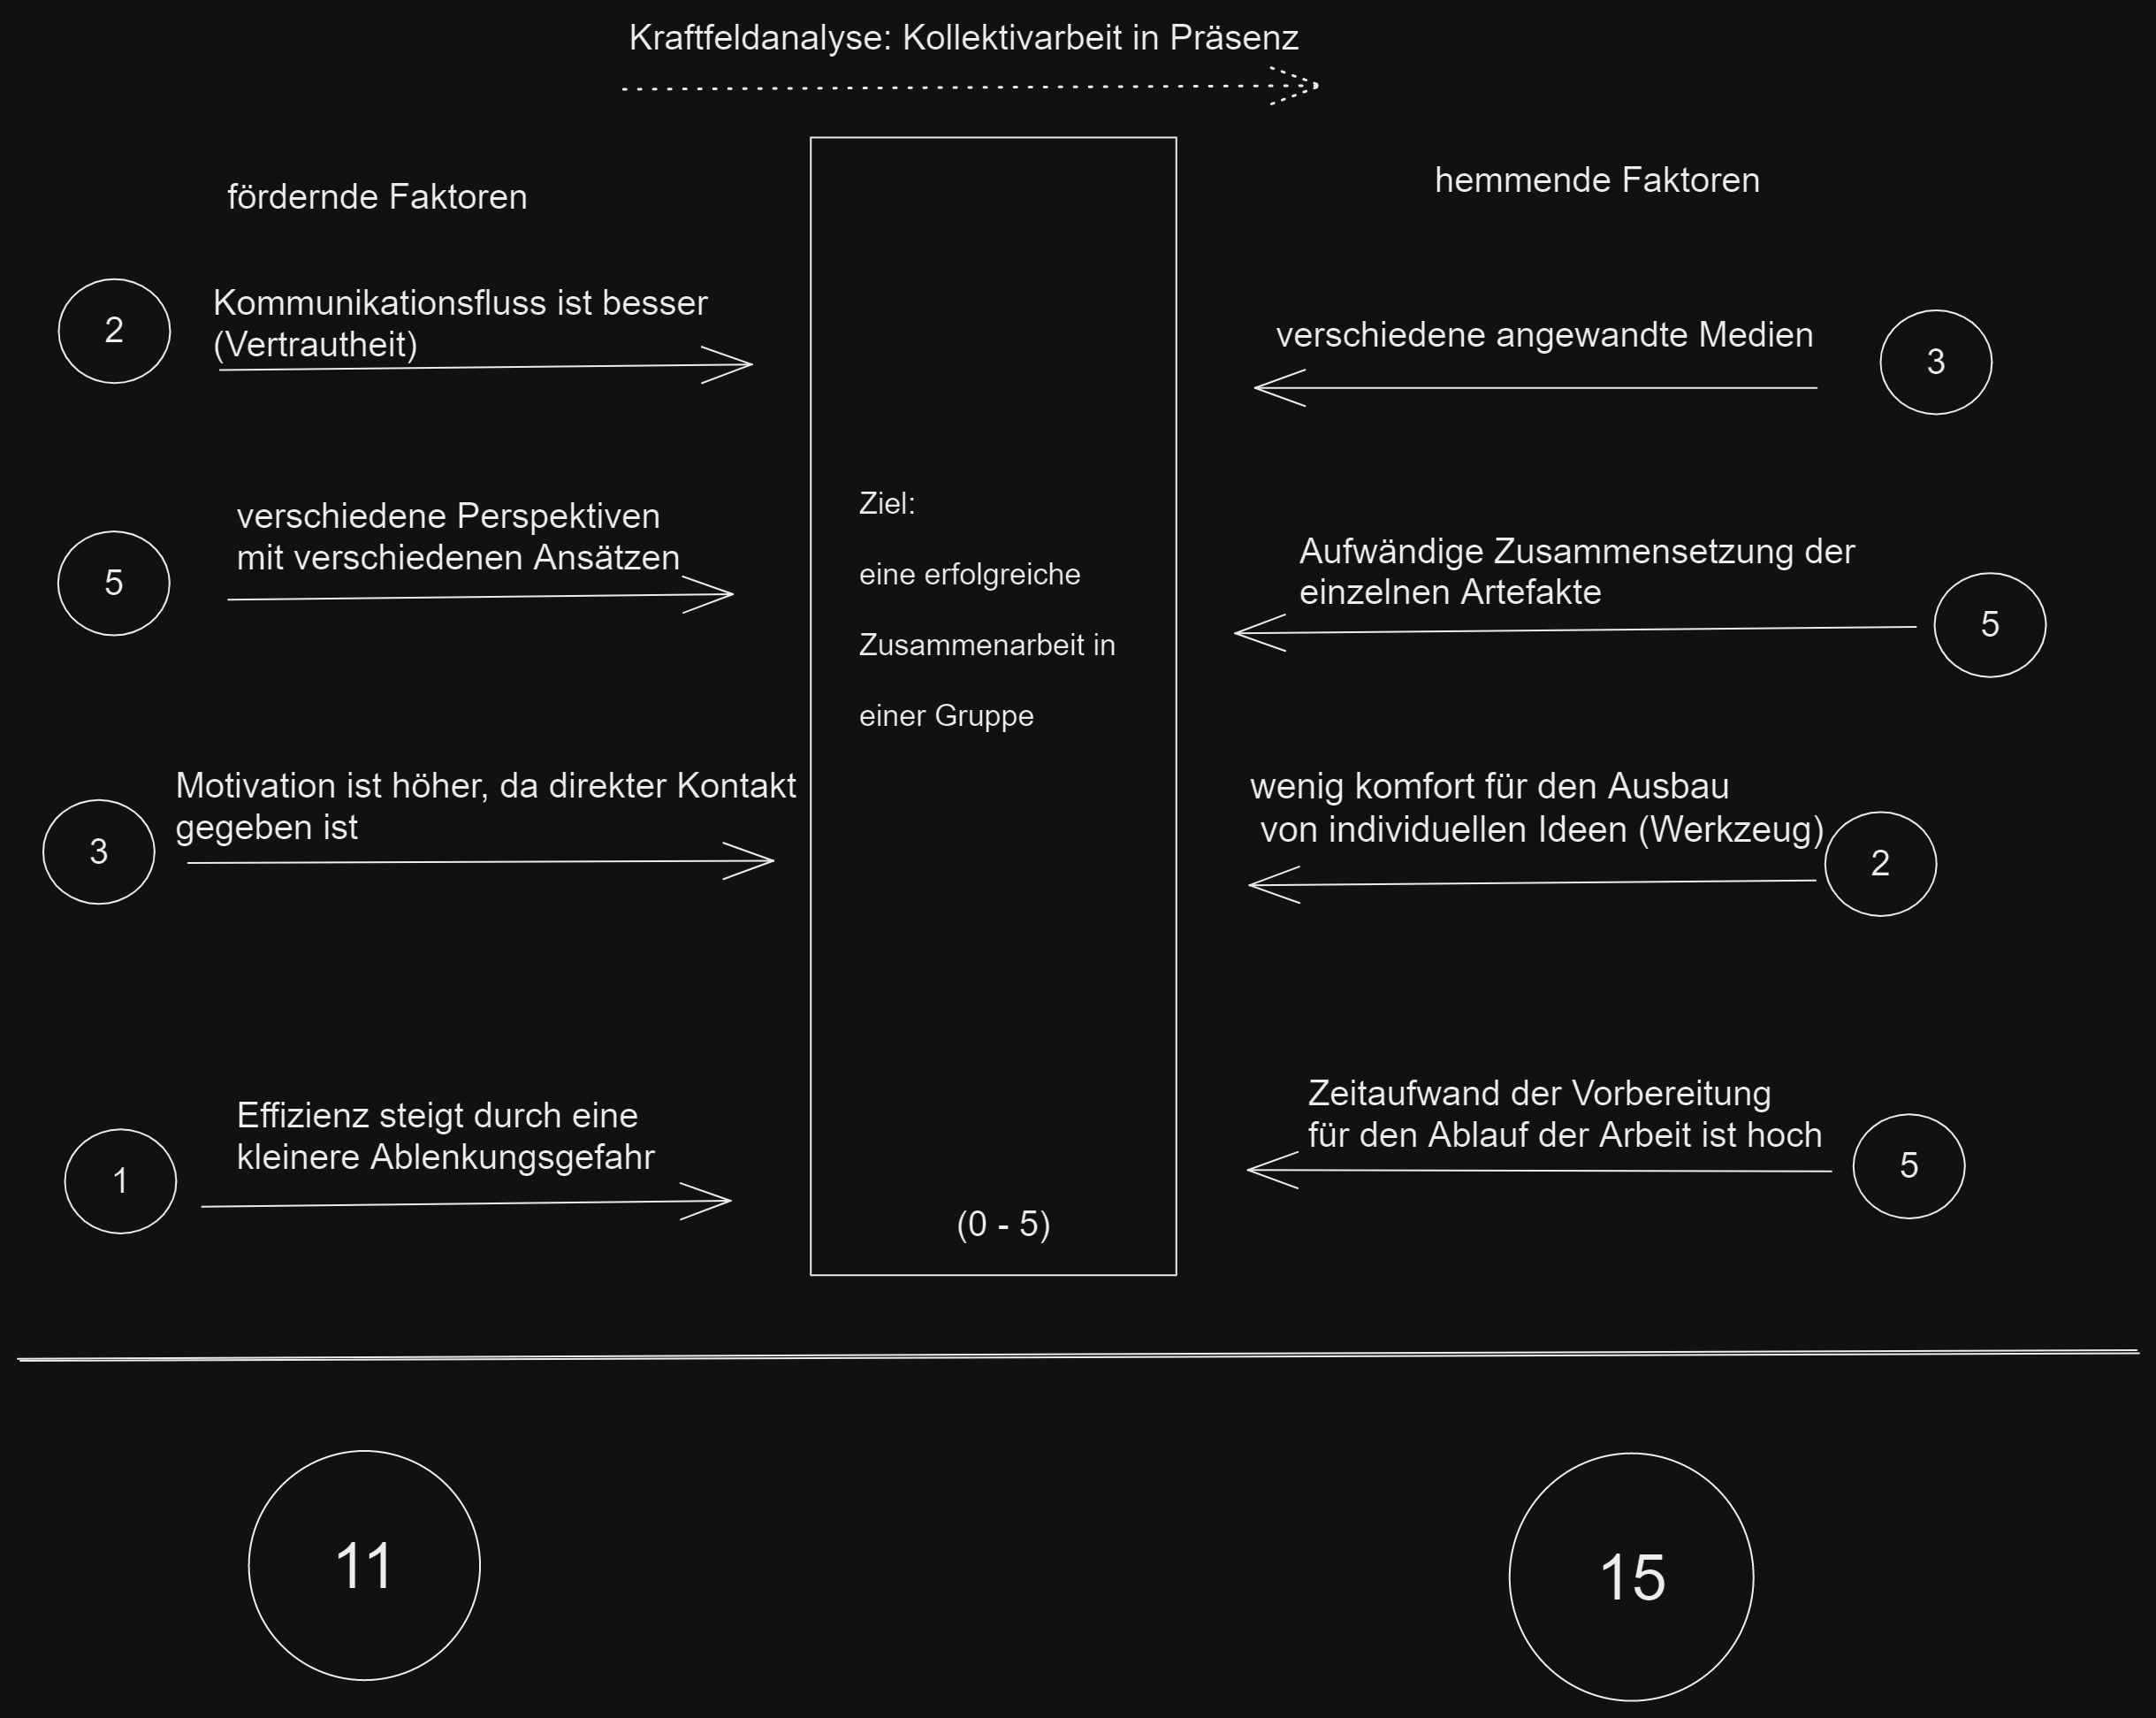 Kraftfeldanalyse: Kollektivarbeit in Präsenz
fördernde Faktoren
2
Kommunikationsfluss ist besser
(Vertrautheit)
5
verschiedene Perspektiven
mit verschiedenen Ansätzen
3
Motivation ist höher, da direkter Kontakt
gegeben ist
1
Effizienz steigt durch eine
kleinere Ablenkungsgefahr
Ziel:
eine erfolgreiche
Zusammenarbeit in
einer Gruppe
(0 - 5)
hemmende Faktoren
verschiedene angewandte Medien
3
Aufwändige Zusammensetzung der
einzelnen Artefakte
5
wenig komfort für den Ausbau
von individuellen Ideen (Werkzeug)
2
Zeitaufwand der Vorbereitung
für den Ablauf der Arbeit ist hoch
5
11
15